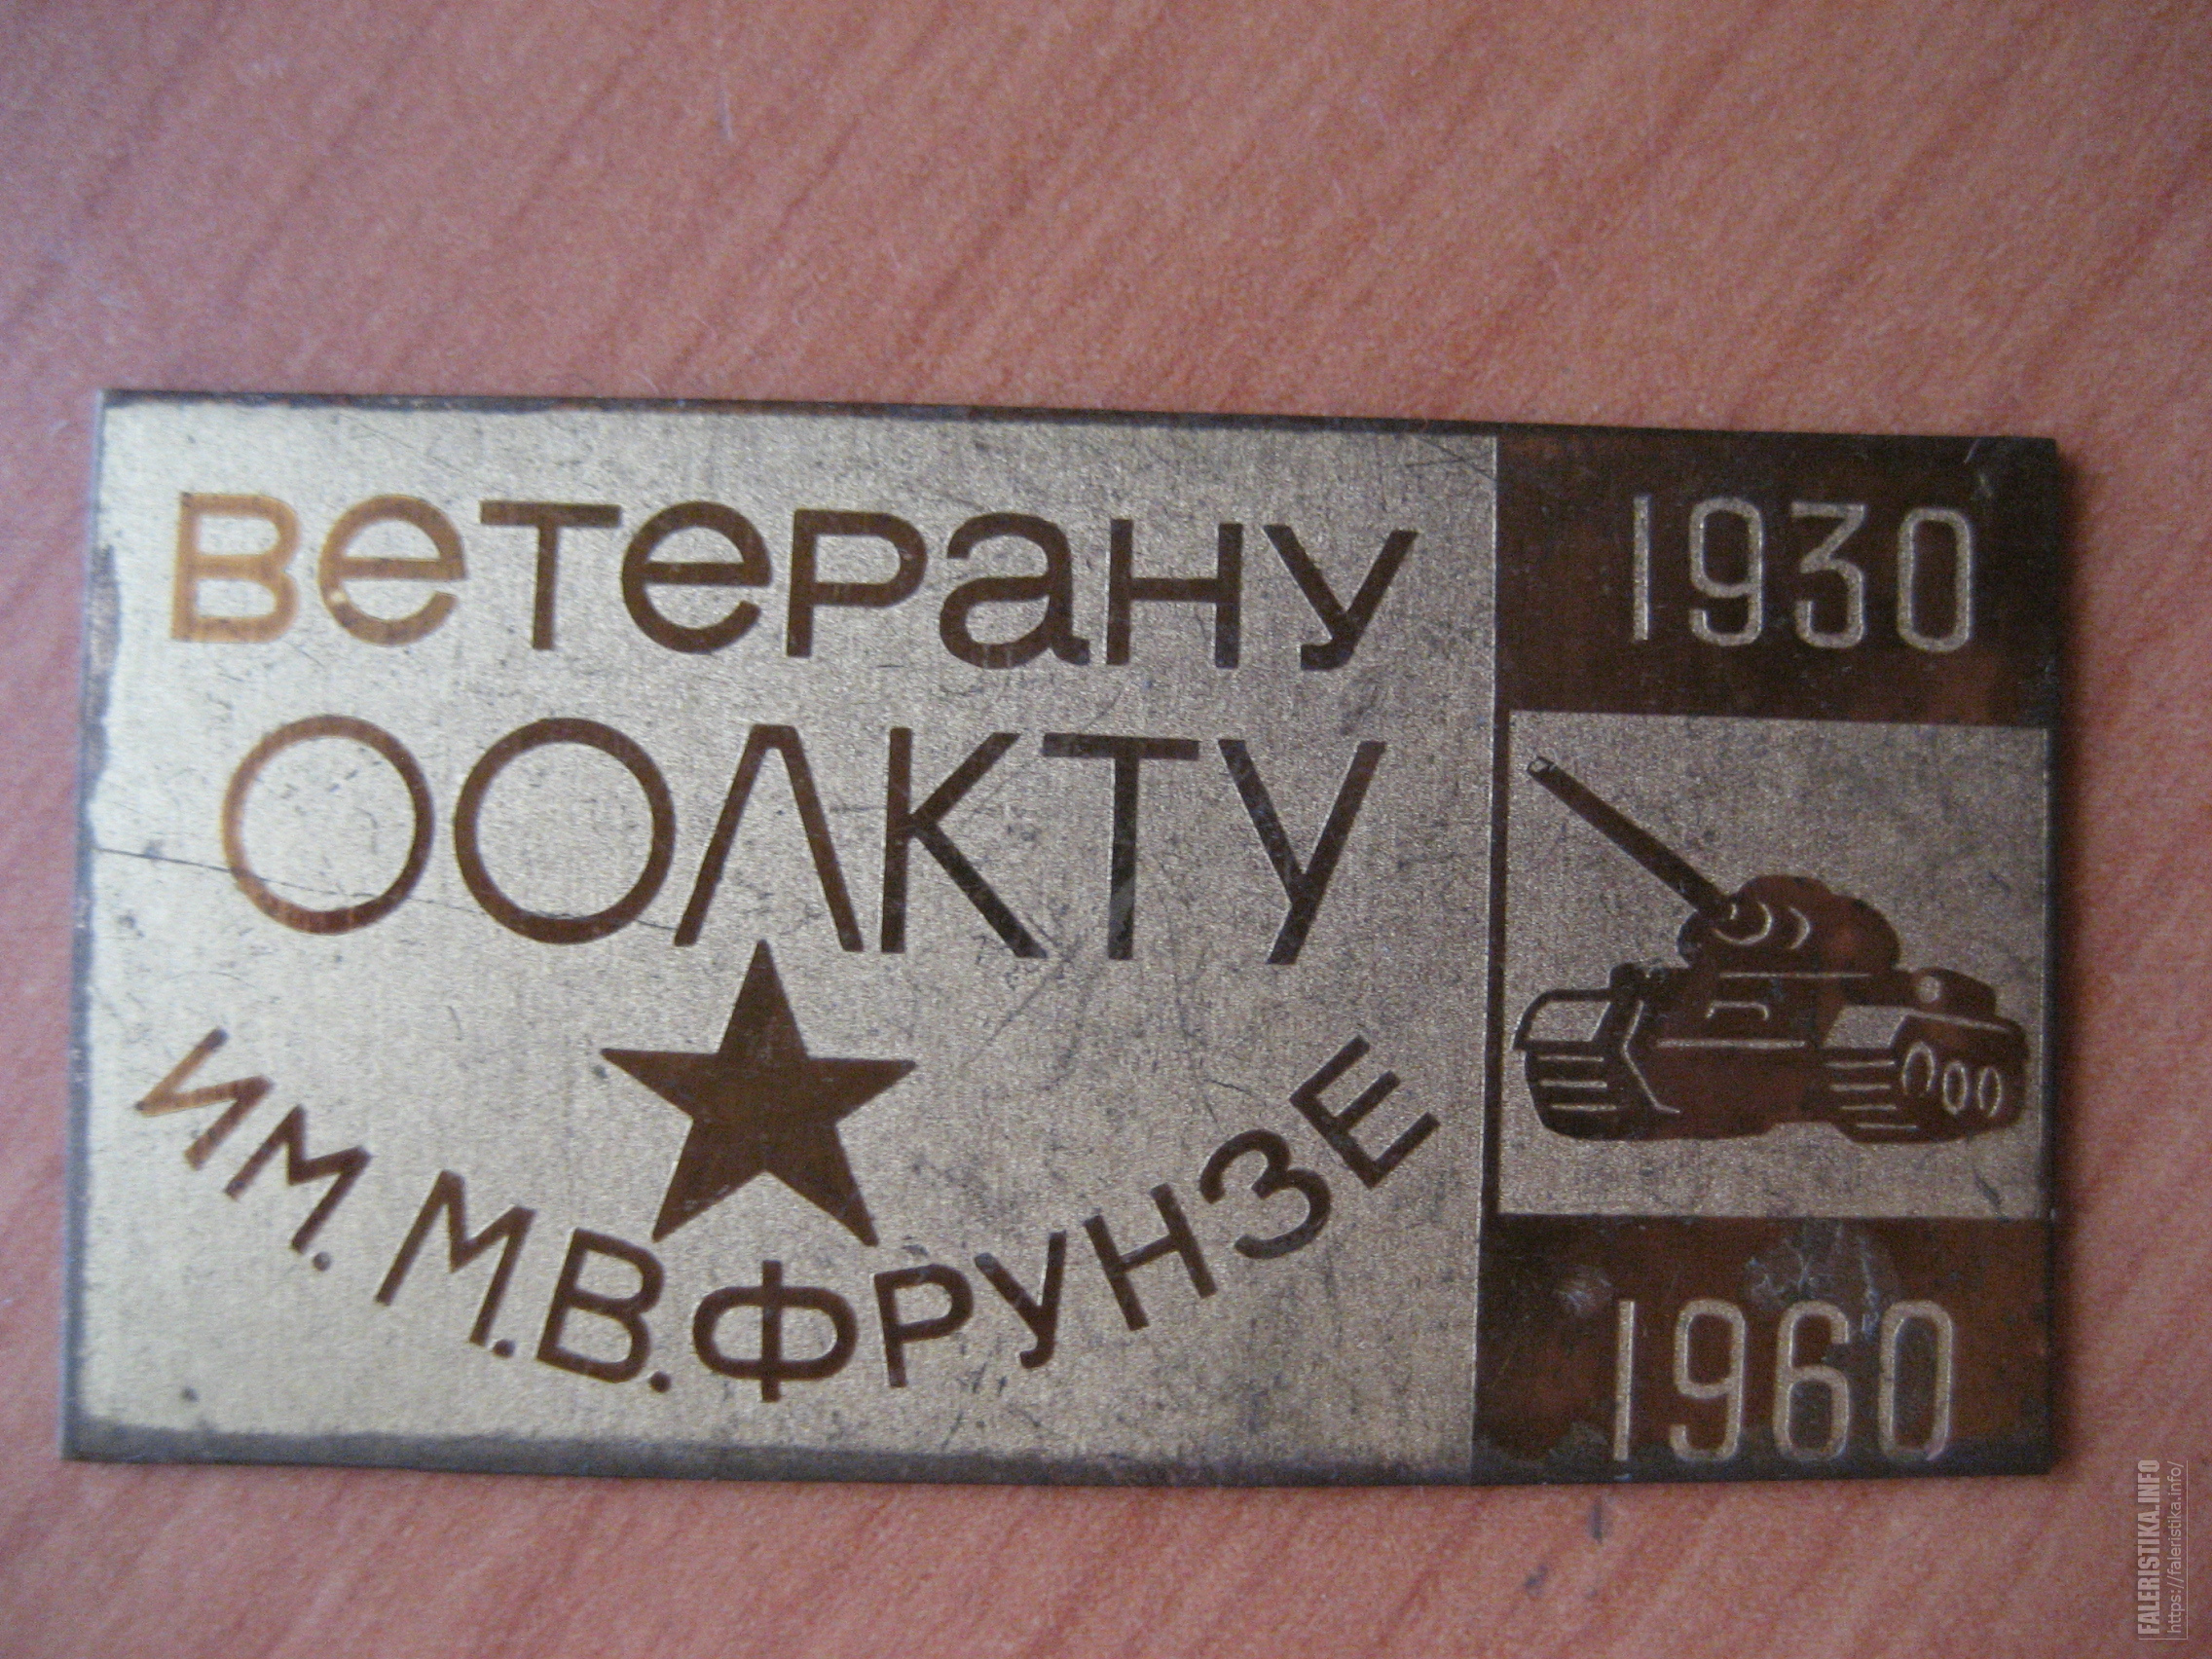 ветерану
ООЛКТУ
ИМ. М.В.ФРУНЗЕ
1930
1960
FALERISTIKA.INFO
https://faleristika.info/